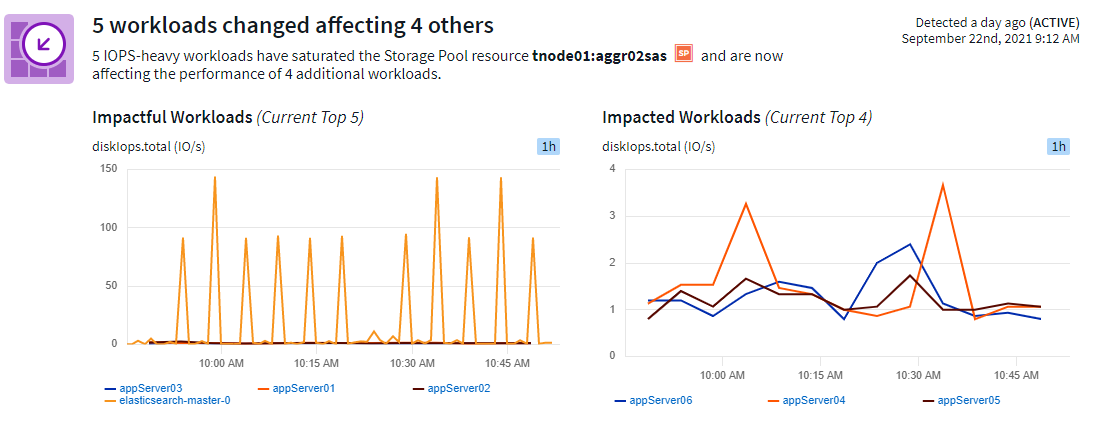 5 workloads changed affecting 4 others
Detected a day ago (ACTIVE)
September 22nd, 2021 9:12 AM
5 IOPS-heavy workloads have saturated the Storage Pool resource tnode01:aggr02sas SP and are now
affecting the performance of 4 additional workloads.
Impactful Workloads (Current Top 5)
diskIops.total (IO/s)
1h
150
100
50
0
10:00 AM 10:15 AM 10:30 AM 10:45 AM
appServer03 appServer01 appServer02
elasticsearch-master-0
Impacted Workloads (Current Top 4)
diskIops.total (IO/s)
1h
4
3
2
1
0
10:00 AM 10:15 AM 10:30 AM 10:45 AM
appServer06 appServer04 appServer05